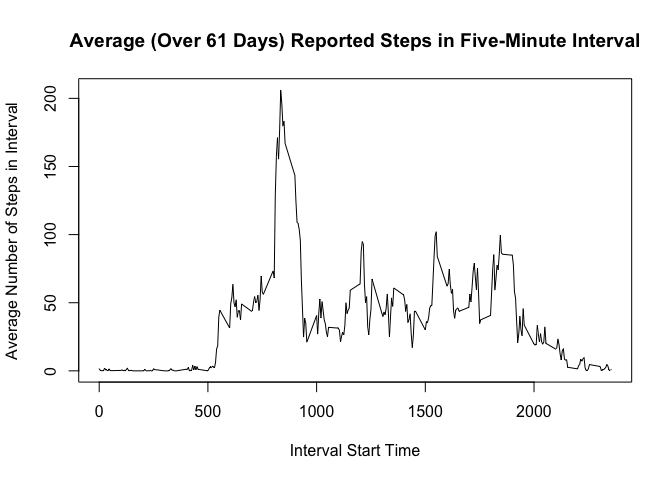 Average (Over 61 Days) Reported Steps in Five-Minute Interval
Average Number of Steps in Interval
200
150
100
50
0
0 500 1000 1500 2000
Interval Start Time